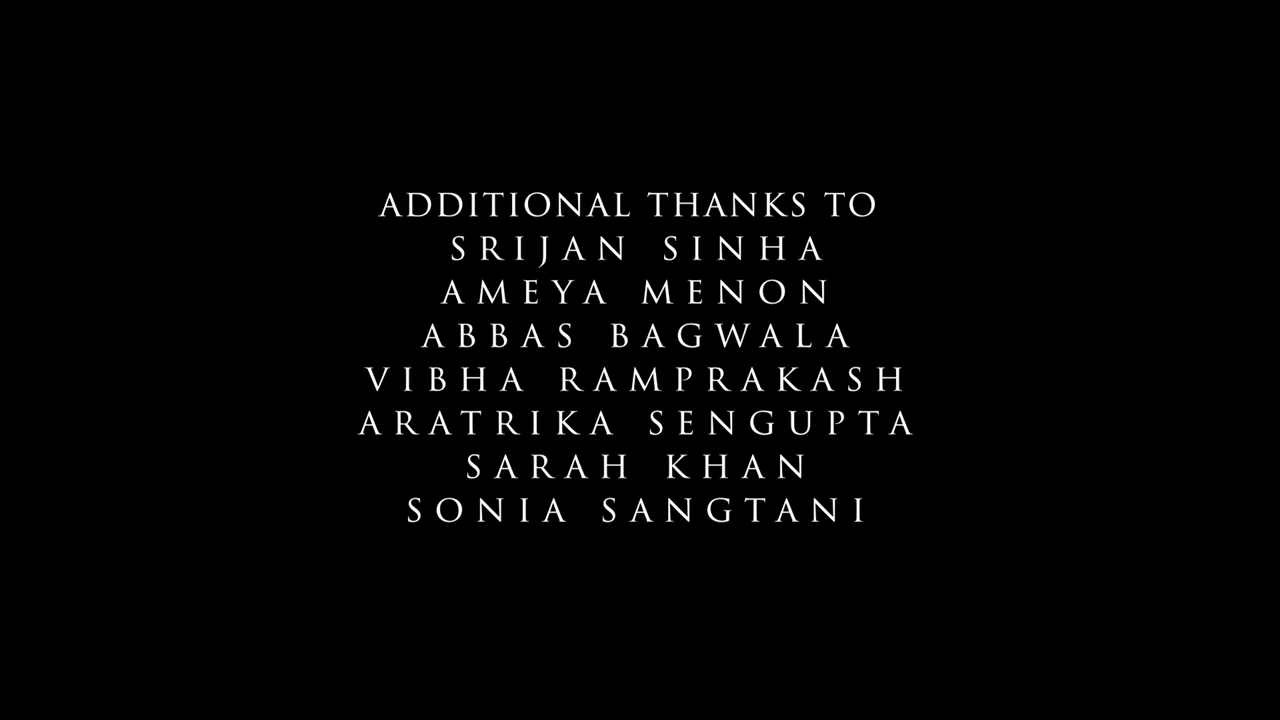 ADDITIONAL THANKS TO
SRIJAN SINHA
AMEYA MENON
ABBAS BAGWALA
VIBHA RAMPRAKASH
ARATRIKA SENGUPTA
SARAH KHAN
SONIA SANGTANI